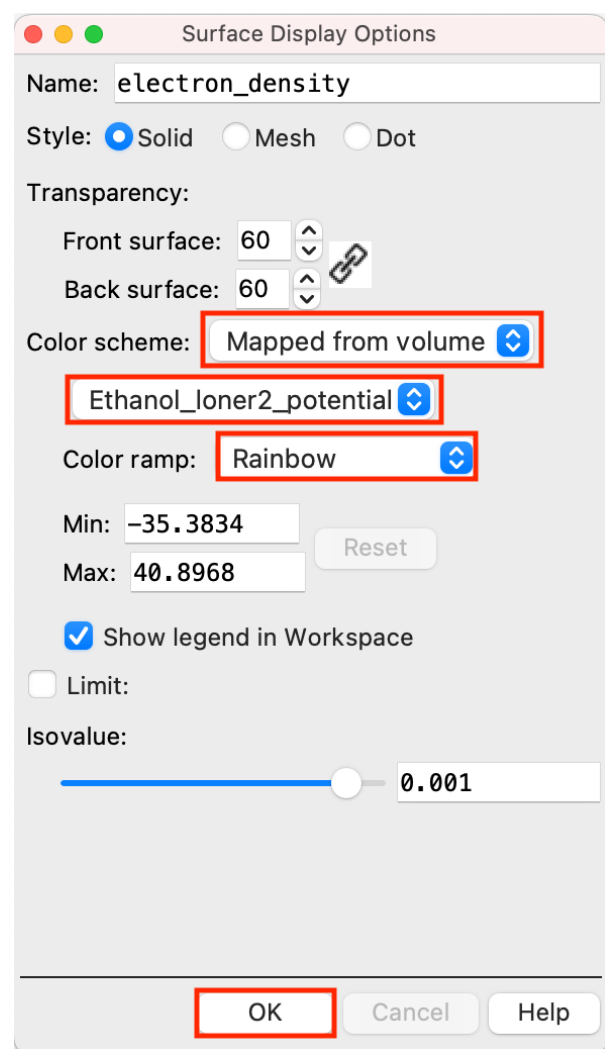 Surface Display Options
Name: electron_density
Style: Solid Mesh Dot
Transparency:
Front surface: 60
Back surface: 60
Color scheme: Mapped from volume
Ethanol_loner2_potential
Color ramp: Rainbow
Min: -35.3834
Reset
Max: 40.8968
Show legend in Workspace
Limit:
Isovalue:
0.001
OK Cancel Help